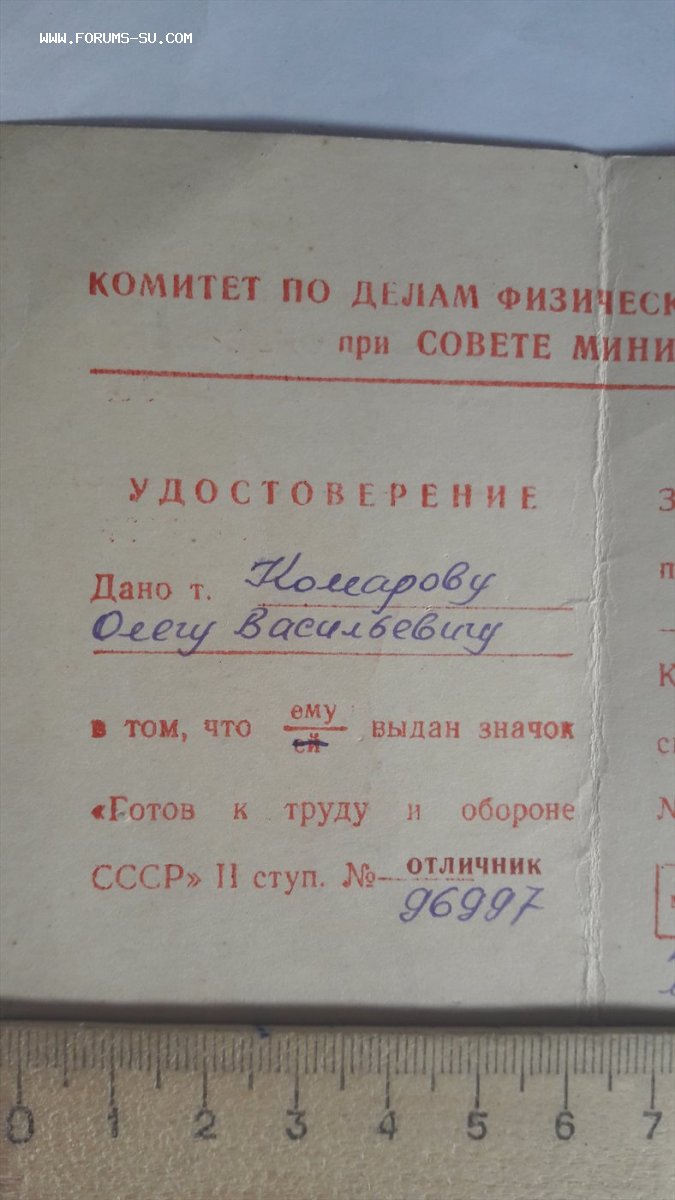 WWW.FORUMS-SU.COM
КОМИТЕТ ПО ДЕЛАМ ФИЗИЧЕСК
при СОВЕТЕ МИНИ
УДОСТОВЕРЕНИЕ
Дано т. Комарову
Олегу Васильевичу
в том, что ему выдан значок
ей
«Готов к труду и обороне
СССР» II ступ. № отличник
96997
0 1 2 3 4 5 6 7